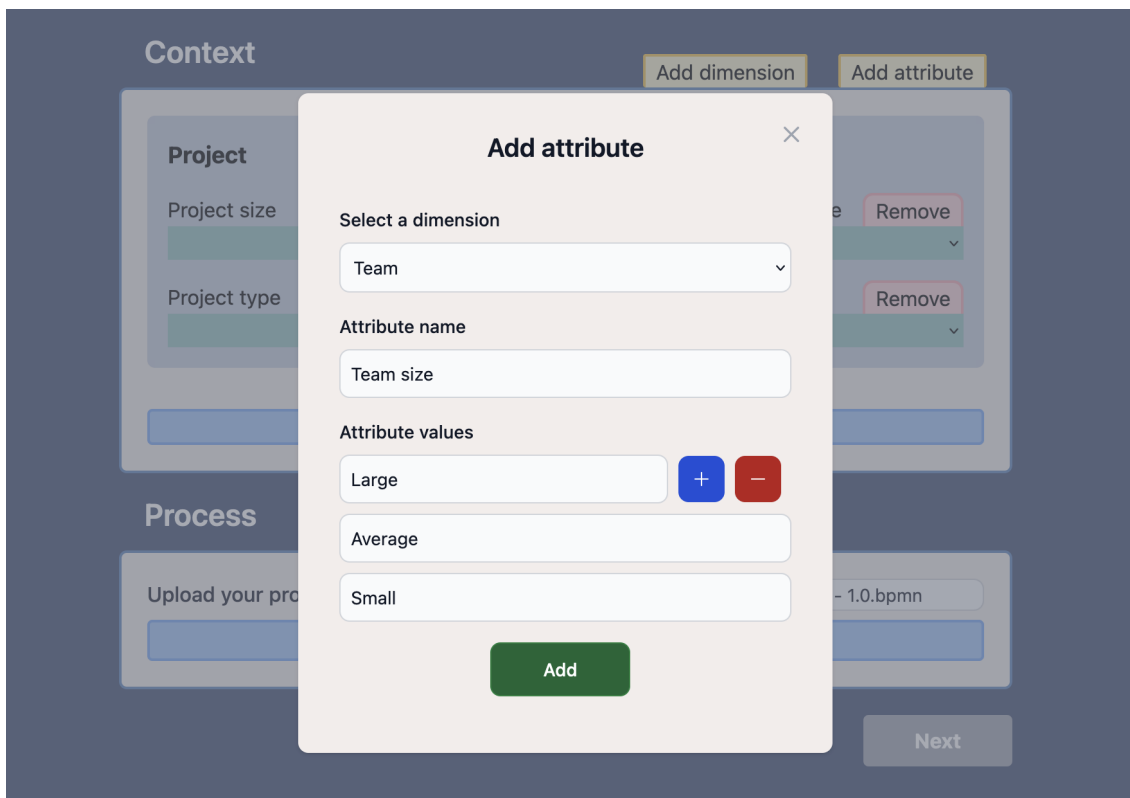 Context
Add dimension
Add attribute
Project
Project size
Remove
Project type
Remove
Add attribute
Select a dimension
Team
Attribute name
Team size
Attribute values
Large
+
−
Average
Small
Add
Process
Upload your
- 1.0.bpmn
Next